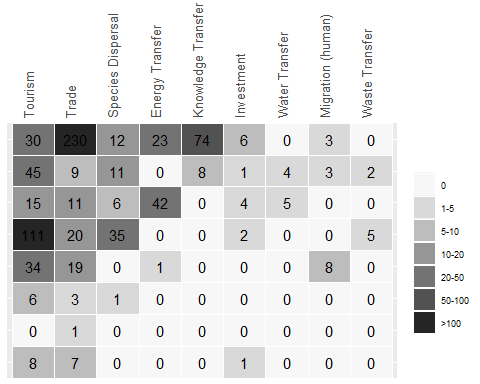 Tourism
Trade
Species Dispersal
Energy Transfer
Knowledge Transfer
Investment
Water Transfer
Migration (human)
Waste Transfer
30 230 12 23 74 6 0 3 0
45 9 11 0 8 1 4 3 2
15 11 6 42 0 4 5 0 0
111 20 35 0 0 2 0 0 5
34 19 0 1 0 0 0 8 0
6 3 1 0 0 0 0 0 0
0 1 0 0 0 0 0 0 0
8 7 0 0 0 1 0 0 0
0
1-5
5-10
10-20
20-50
50-100
>100